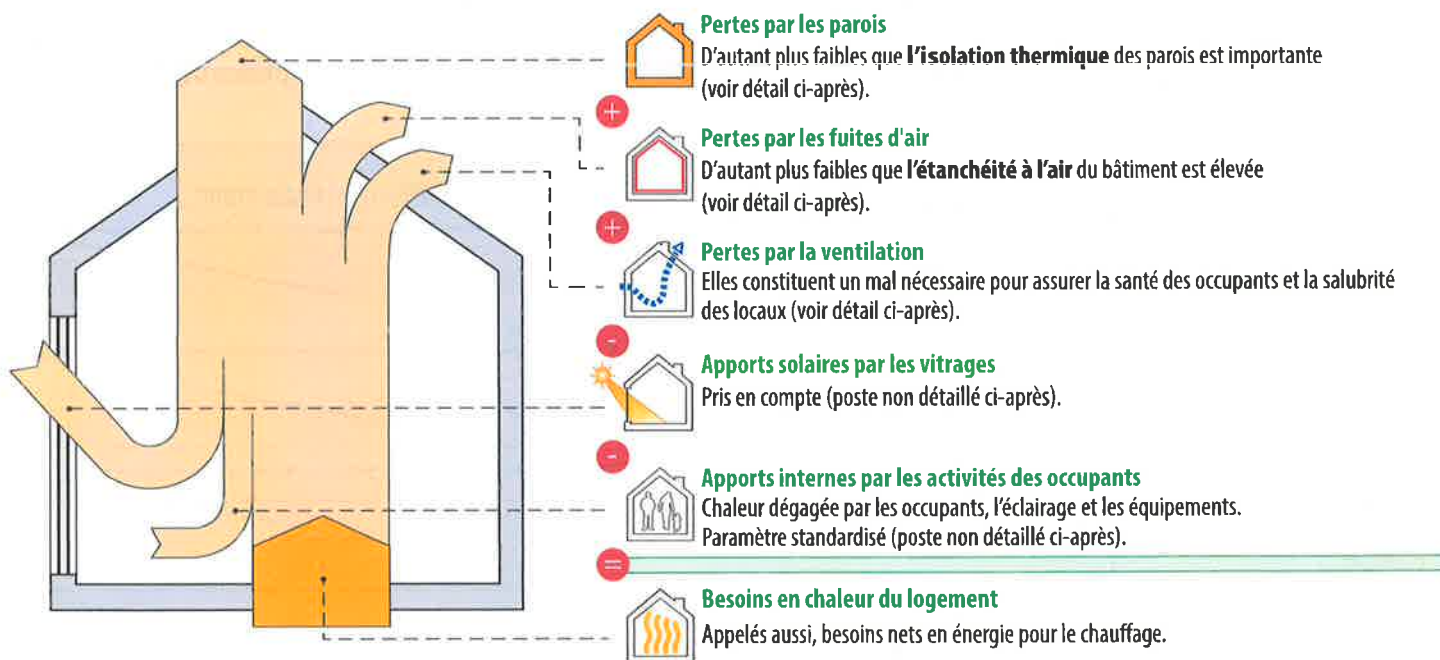 Pertes par les parois
D'autant plus faibles que l'isolation thermique des parois est importante
(voir détail ci-après).
+
Pertes par les fuites d'air
D'autant plus faibles que l'étanchéité à l'air du bâtiment est élevée
(voir détail ci-après).
+
Pertes par la ventilation
Elles constituent un mal nécessaire pour assurer la santé des occupants et la salubrité
des locaux (voir détail ci-après).
-
Apports solaires par les vitrages
Pris en compte (poste non détaillé ci-après).
-
Apports internes par les activités des occupants
Chaleur dégagée par les occupants, l'éclairage et les équipements.
Paramètre standardisé (poste non détaillé ci-après).
=
Besoins en chaleur du logement
Appelés aussi, besoins nets en énergie pour le chauffage.